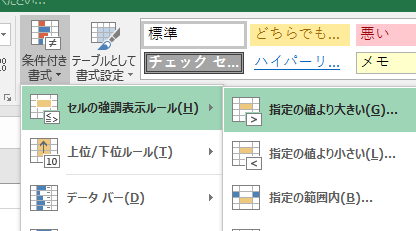 条件付き書式
テーブルとして書式設定
標準
どちらでも...
悪い
チェック セ...
ハイパーリ...
メモ
セルの強調表示ルール(H)
上位/下位ルール(T)
10
データ バー(D)
指定の値より大きい(G)...
指定の値より小さい(L)...
指定の範囲内(B)...